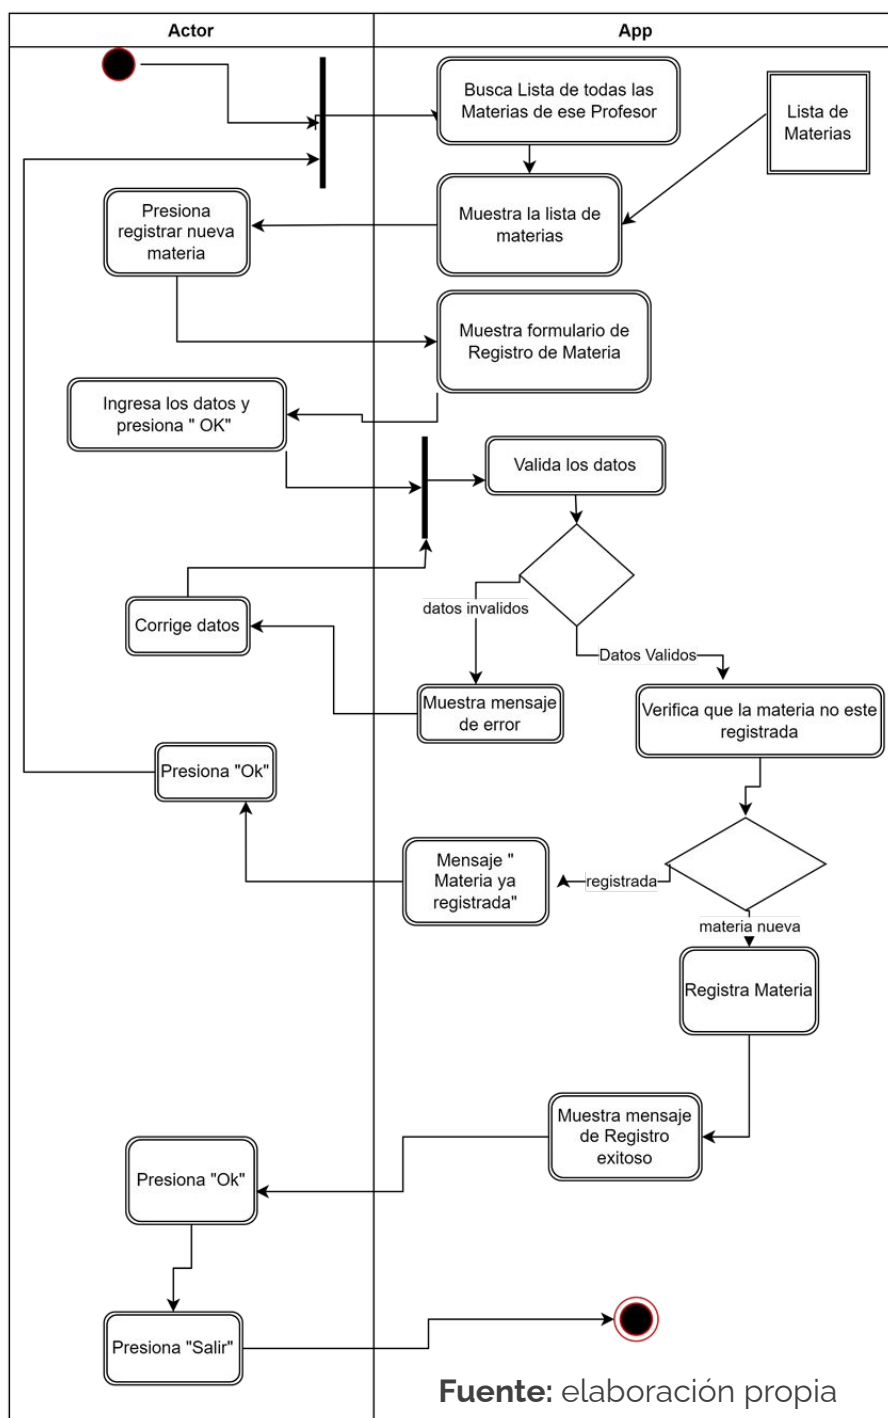 Actor
App
Busca Lista de todas las
Materias de ese Profesor
Lista de
Materias
Presiona
registrar nueva
materia
Muestra la lista de
materias
Muestra formulario de
Registro de Materia
Ingresa los datos y
presiona " OK"
Valida los datos
datos invalidos
Corrige datos
Datos Validos
Muestra mensaje
de error
Verifica que la materia no este
registrada
Presiona "Ok"
Mensaje "
Materia ya
registrada"
registrada
materia nueva
Registra Materia
Muestra mensaje
de Registro
exitoso
Presiona "Ok"
Presiona "Salir"
Fuente: elaboración propia